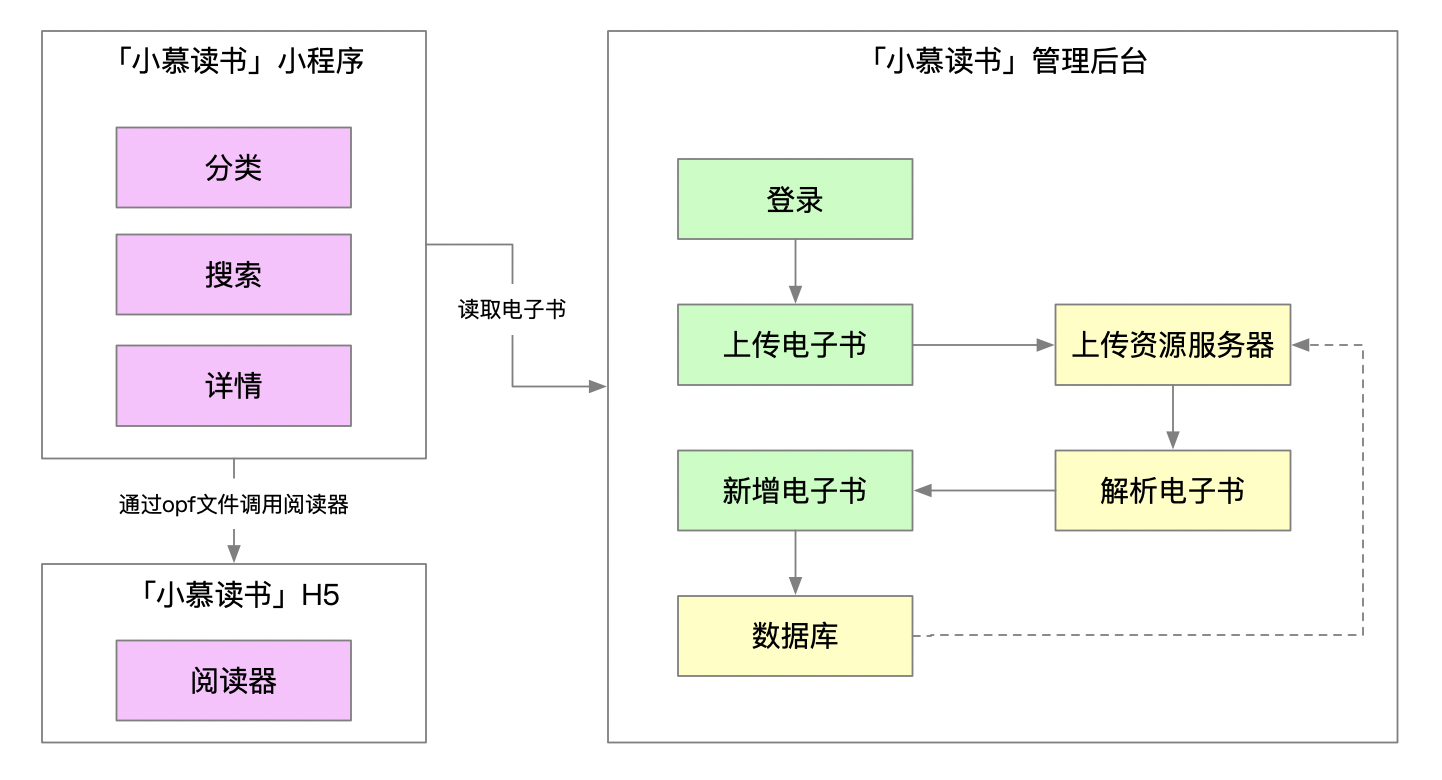 「小慕读书」小程序
分类
搜索
详情
通过opf文件调用阅读器
「小慕读书」H5
阅读器
读取电子书
「小慕读书」管理后台
登录
上传电子书
上传资源服务器
新增电子书
解析电子书
数据库